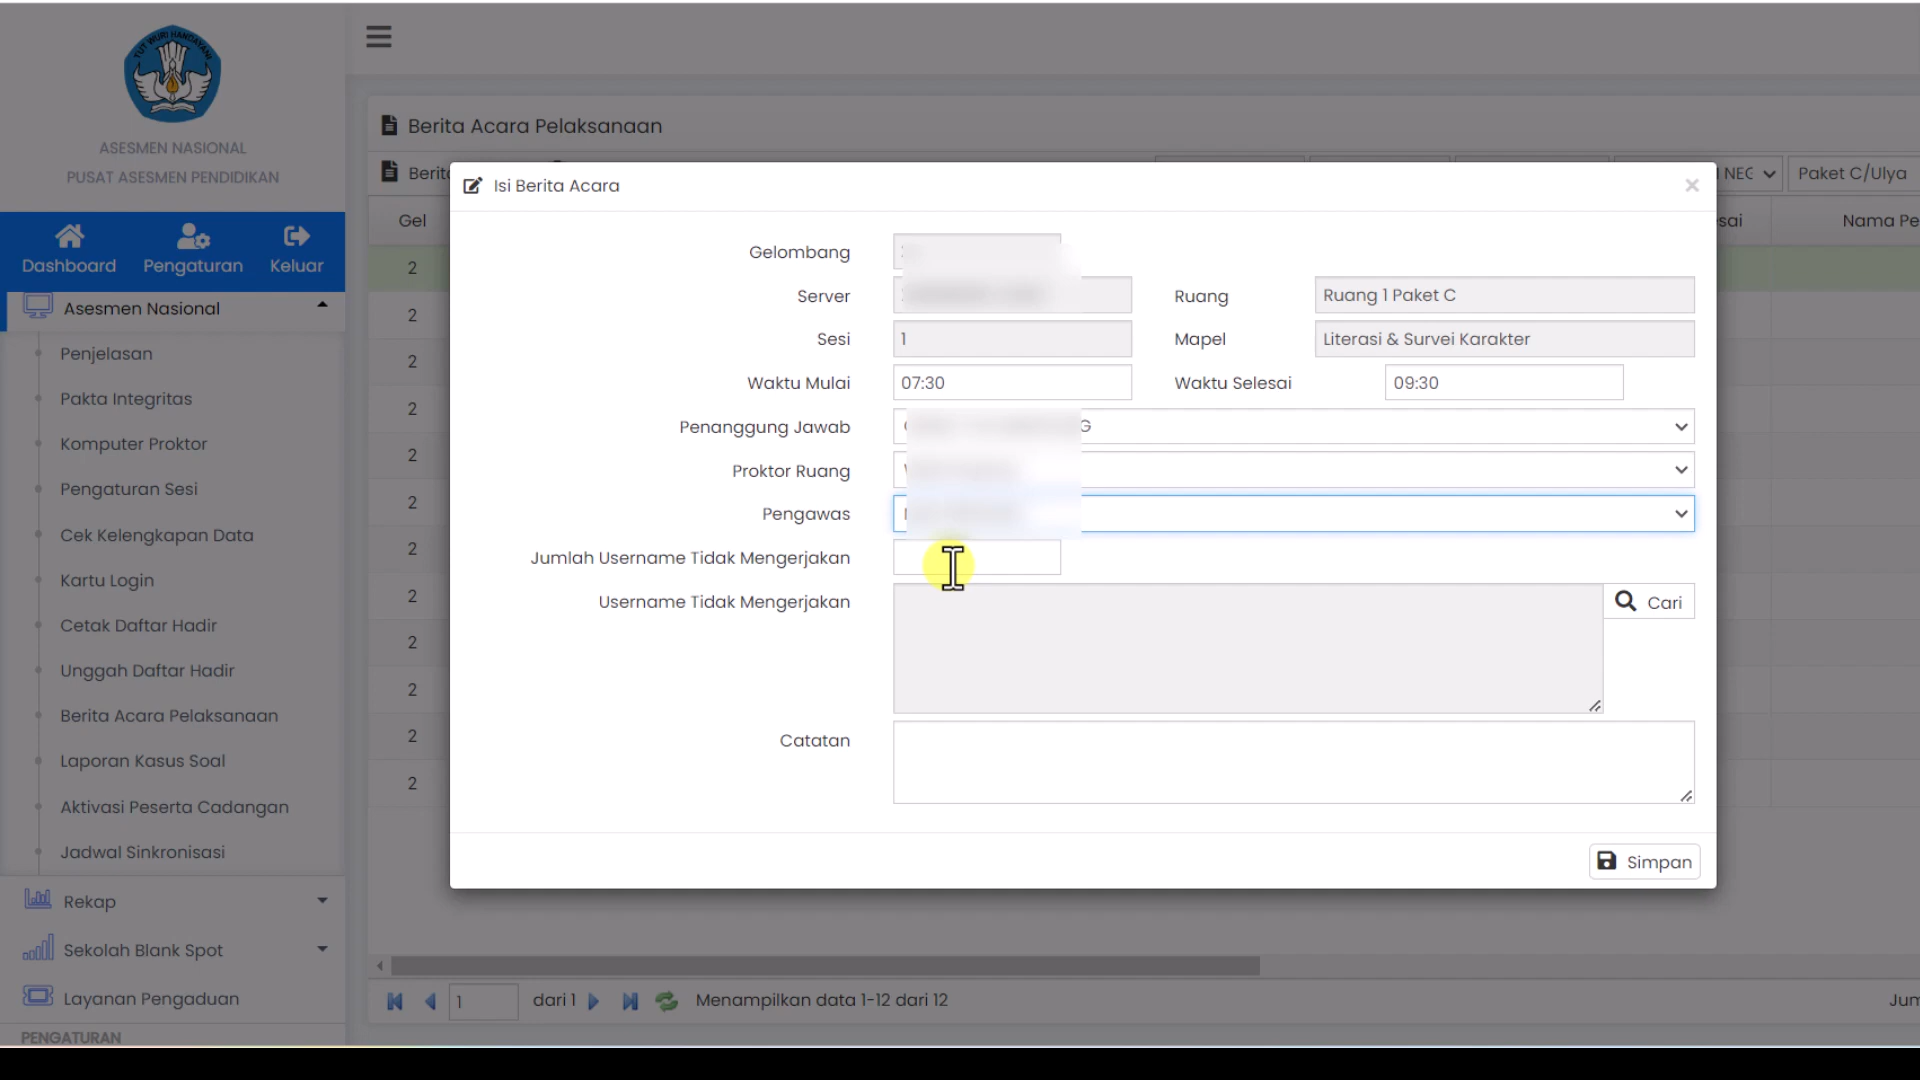 TUT WURI HANDAYANI
ASESMEN NASIONAL
PUSAT ASESMEN PENDIDIKAN
Dashboard
Pengaturan
Keluar
Asesmen Nasional
Penjelasan
Pakta Integritas
Komputer Proktor
Pengaturan Sesi
Cek Kelengkapan Data
Kartu Login
Cetak Daftar Hadir
Unggah Daftar Hadir
Berita Acara Pelaksanaan
Laporan Kasus Soal
Aktivasi Peserta Cadangan
Jadwal Sinkronisasi
Rekap
Sekolah Blank Spot
Layanan Pengaduan
PENGATURAN
Berita Acara Pelaksanaan
Paket C/Ulya
Gel
2
2
2
2
2
2
2
2
2
2
2
2
Isi Berita Acara
×
Gelombang
Server
Ruang Ruang 1 Paket C
Sesi 1
Mapel Literasi & Survei Karakter
Waktu Mulai 07:30
Waktu Selesai 09:30
Penanggung Jawab G
Proktor Ruang
Pengawas
Jumlah Username Tidak Mengerjakan
Username Tidak Mengerjakan
Cari
Catatan
Simpan
1 dari 1 Menampilkan data 1-12 dari 12